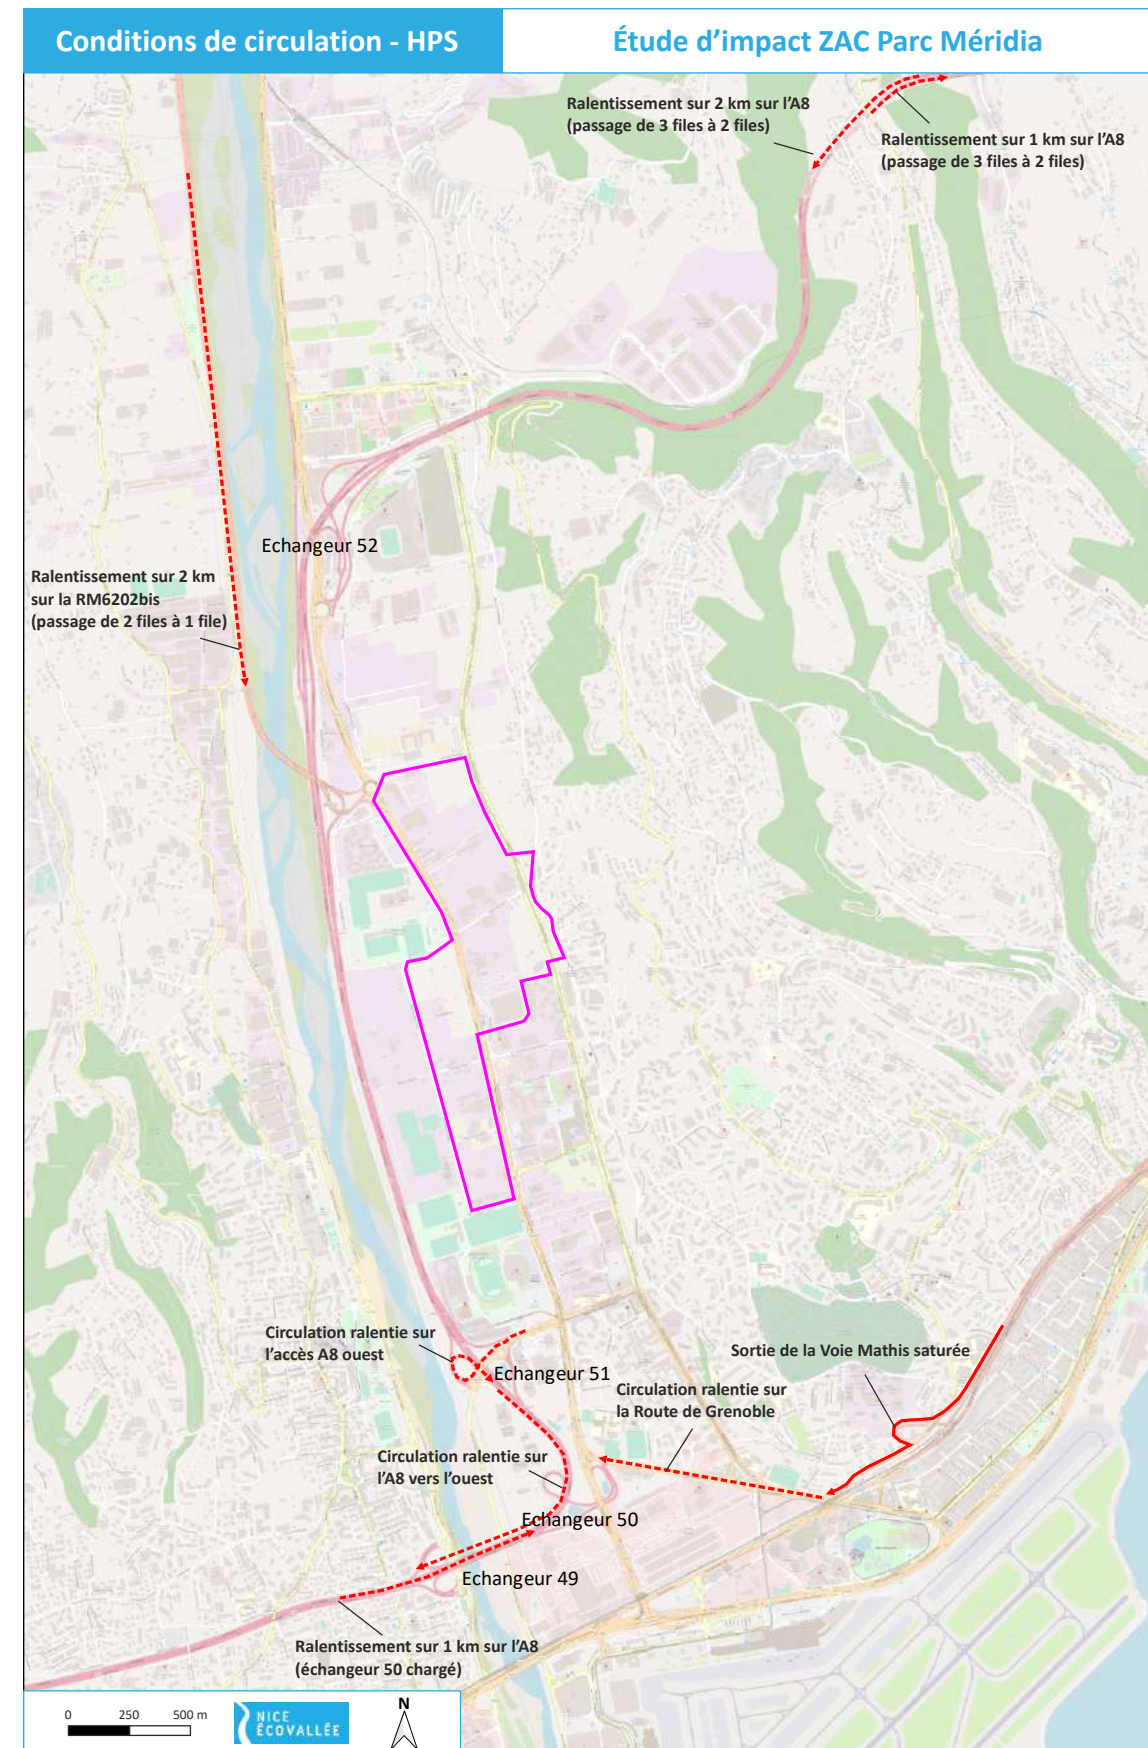 Conditions de circulation - HPS
Étude d’impact ZAC Parc Méridia
Ralentissement sur 2 km sur l’A8
(passage de 3 files à 2 files)
Ralentissement sur 1 km sur l’A8
(passage de 3 files à 2 files)
Echangeur 52
Ralentissement sur 2 km
sur la RM6202bis
(passage de 2 files à 1 file)
Circulation ralentie sur
l’accès A8 ouest
Echangeur 51
Sortie de la Voie Mathis saturée
Circulation ralentie sur
la Route de Grenoble
Circulation ralentie sur
l’A8 vers l’ouest
Echangeur 50
Echangeur 49
Ralentissement sur 1 km sur l’A8
(échangeur 50 chargé)
0 250 500 m
NICE
ÉCOVALLÉE
N